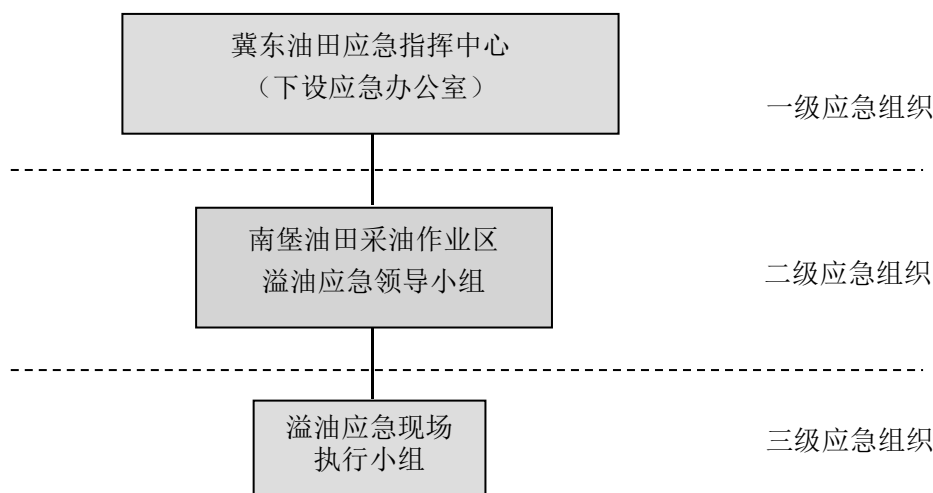 冀东油田应急指挥中心
（下设应急办公室）
一级应急组织
南堡油田采油作业区
溢油应急领导小组
二级应急组织
溢油应急现场
执行小组
三级应急组织